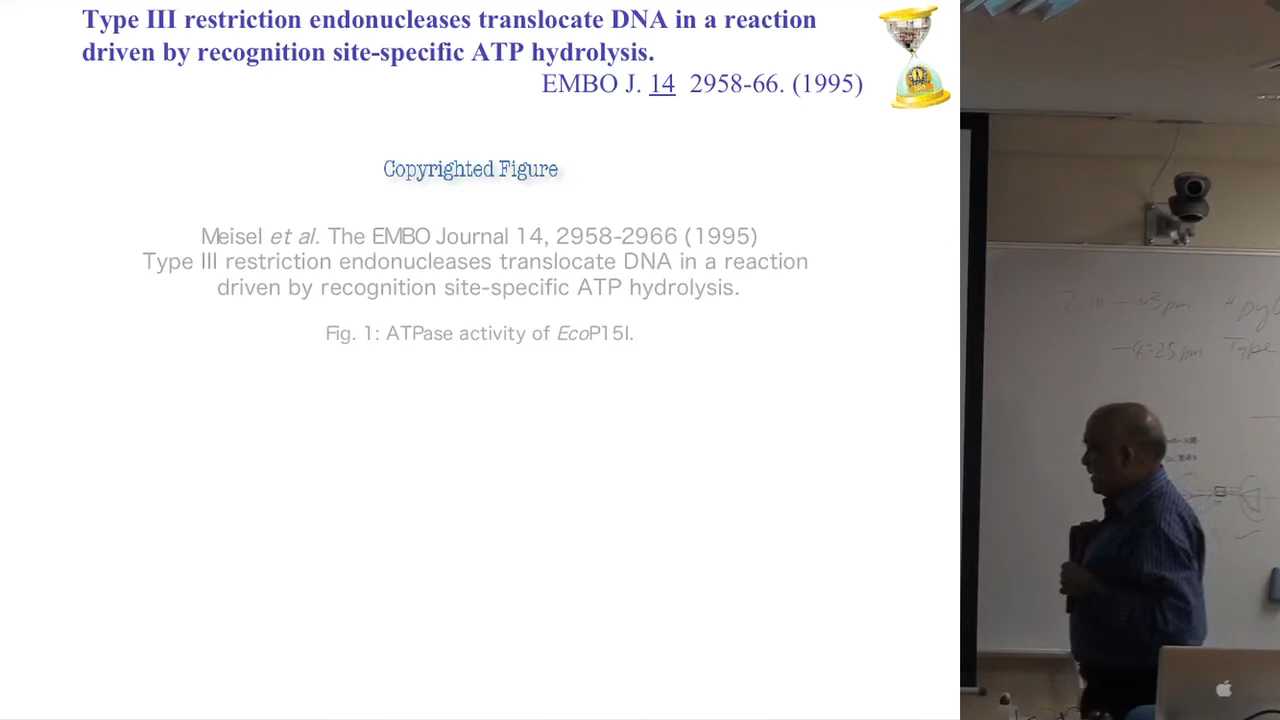 Type III restriction endonucleases translocate DNA in a reaction
driven by recognition site-specific ATP hydrolysis.
EMBO J. 14 2958-66. (1995)
Copyrighted Figure
Meisel et al. The EMBO Journal 14, 2958-2966 (1995)
Type III restriction endonucleases translocate DNA in a reaction
driven by recognition site-specific ATP hydrolysis.
Fig. 1: ATPase activity of EcoP15I.
Type